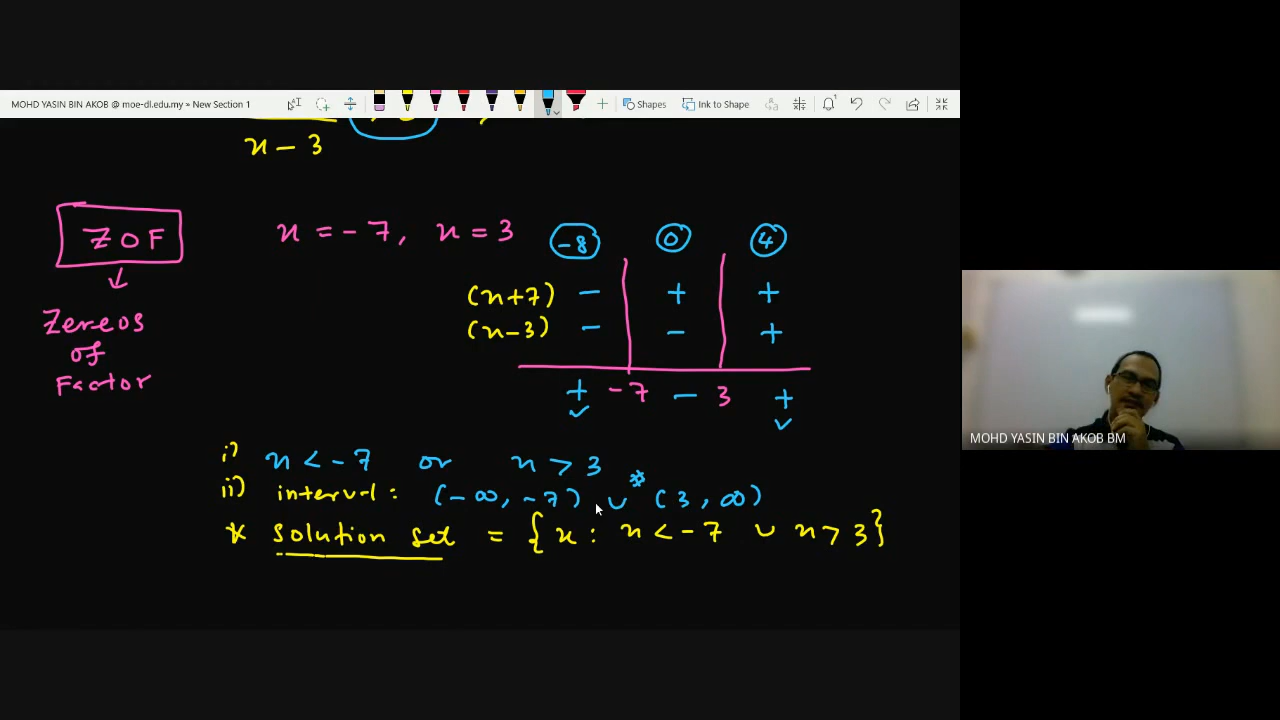 MOHD YASIN BIN AKOB @ moe-dl.edu.my » New Section 1
Shapes
Ink to Shape
x - 3
ZOF
Zereos
of
Factor
x = -7, x = 3
-8 0 4
(x+7) - + +
(x-3) - - +
+ -7 - 3 +
i) x < -7 or x > 3
ii) interval: (-∞, -7) ∪* (3, ∞)
* solution set = {x : x < -7 ∪ x > 3}
MOHD YASIN BIN AKOB BM